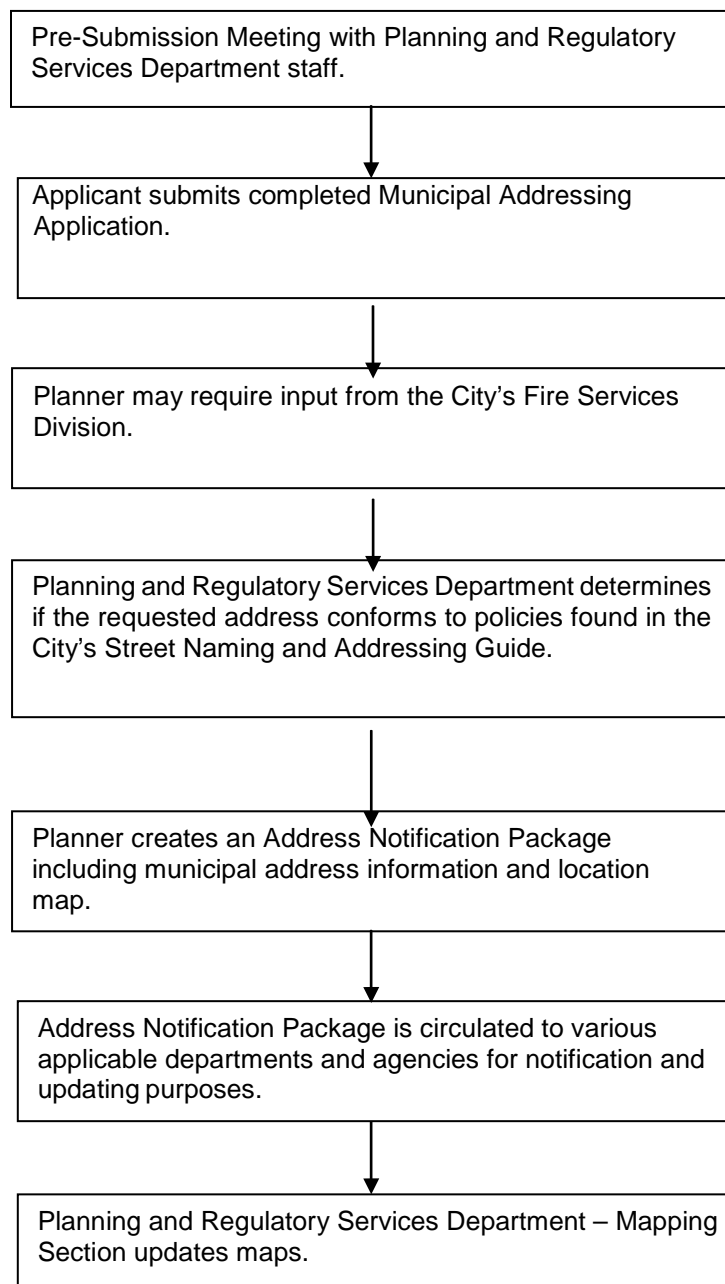 Pre-Submission Meeting with Planning and Regulatory
Services Department staff.
Applicant submits completed Municipal Addressing
Application.
Planner may require input from the City’s Fire Services
Division.
Planning and Regulatory Services Department determines
if the requested address conforms to policies found in the
City’s Street Naming and Addressing Guide.
Planner creates an Address Notification Package
including municipal address information and location
map.
Address Notification Package is circulated to various
applicable departments and agencies for notification and
updating purposes.
Planning and Regulatory Services Department – Mapping
Section updates maps.